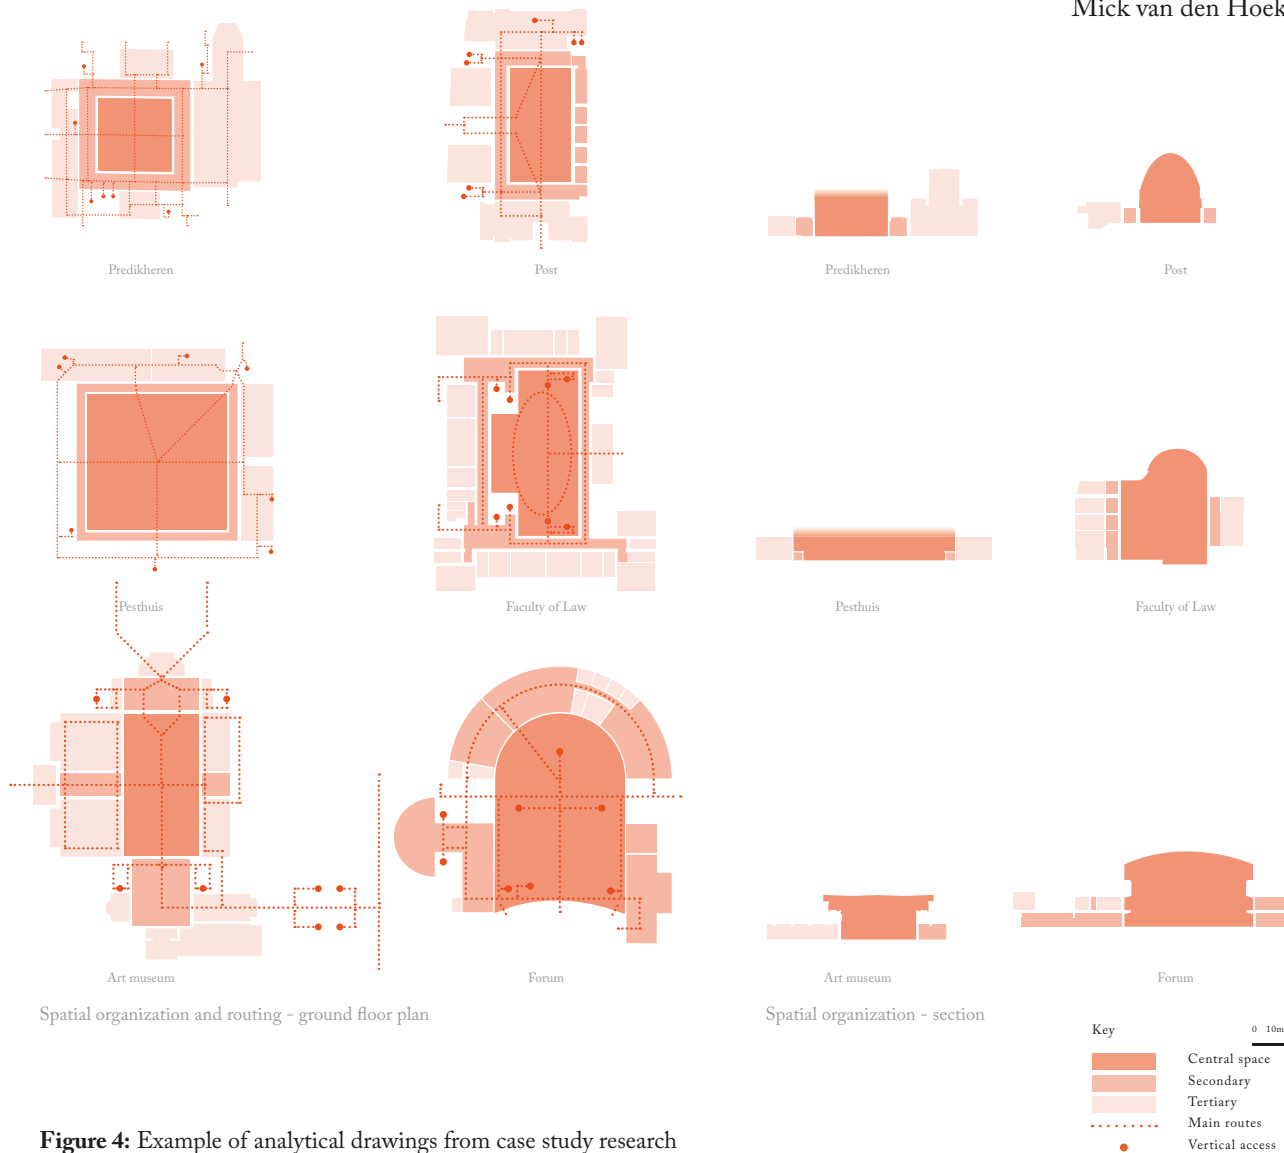 Mick van den Hoek
Predikheren
Post
Predikheren
Post
Pesthuis
Faculty of Law
Pesthuis
Faculty of Law
Art museum
Forum
Art museum
Forum
Spatial organization and routing - ground floor plan
Spatial organization - section
Key
0 10m
Central space
Secondary
Tertiary
Main routes
Vertical access
Figure 4: Example of analytical drawings from case study research